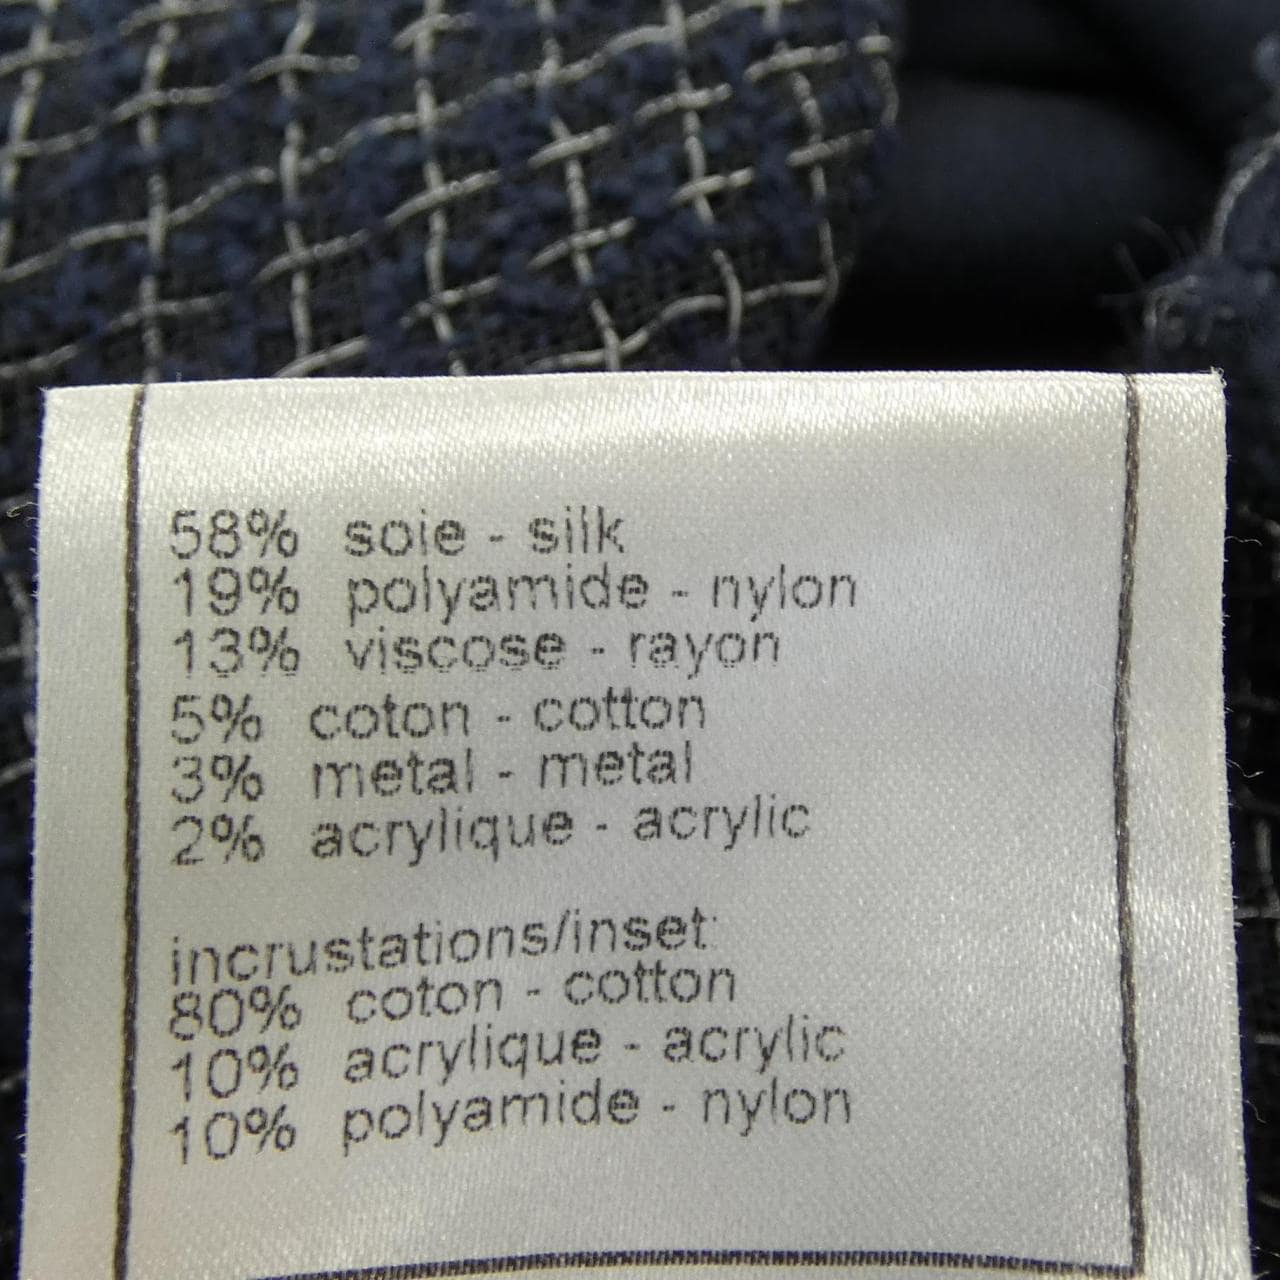 58% soie - silk
19% polyamide - nylon
13% viscose - rayon
5% coton - cotton
3% metal - metal
2% acrylique - acrylic
incrustations/inset:
80% coton - cotton
10% acrylique - acrylic
10% polyamide - nylon